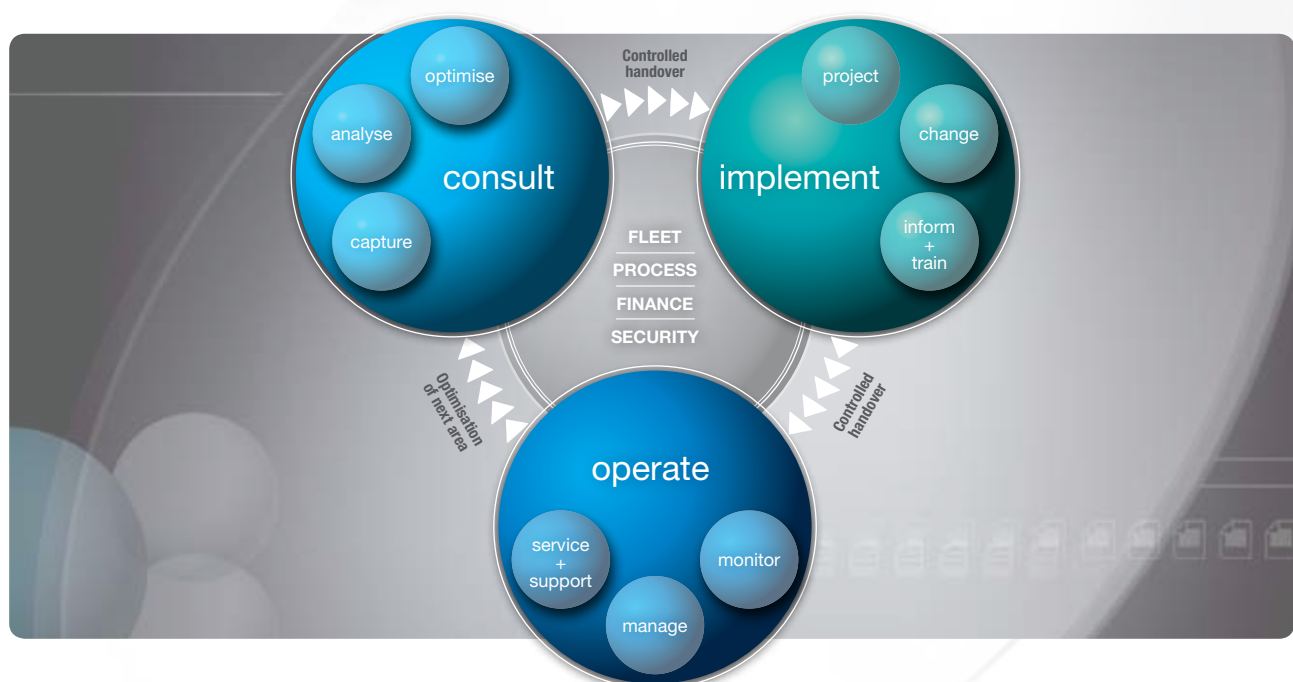 optimise
analyse
consult
capture
Controlled
handover
project
change
implement
inform
+
train
FLEET
PROCESS
FINANCE
SECURITY
Optimisation
of next area
Controlled
handover
operate
service
+
support
monitor
manage